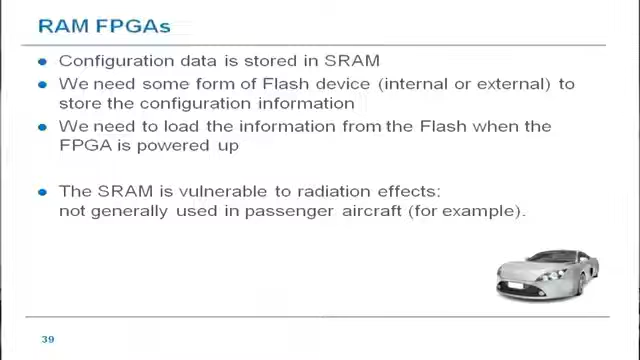 RAM FPGAs
Configuration data is stored in SRAM
We need some form of Flash device (internal or external) to
store the configuration information
We need to load the information from the Flash when the
FPGA is powered up
The SRAM is vulnerable to radiation effects:
not generally used in passenger aircraft (for example).
39